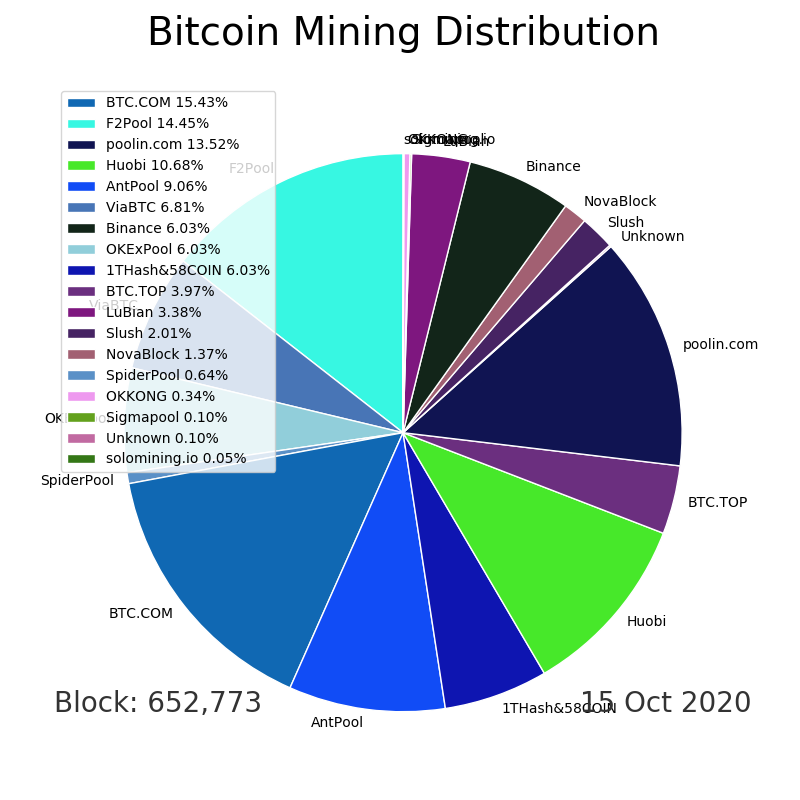 Bitcoin Mining Distribution
BTC.COM 15.43%
F2Pool 14.45%
poolin.com 13.52%
Huobi 10.68%
AntPool 9.06%
ViaBTC 6.81%
Binance 6.03%
OKExPool 6.03%
1THash&58COIN 6.03%
BTC.TOP 3.97%
LuBian 3.38%
Slush 2.01%
NovaBlock 1.37%
SpiderPool 0.64%
OKKONG 0.34%
Sigmapool 0.10%
Unknown 0.10%
solomining.io 0.05%
Binance
F2Pool
NovaBlock
Slush
Unknown
ViaBTC
poolin.com
SpiderPool
BTC.TOP
BTC.COM
Huobi
Block: 652,773
15 Oct 2020
1THash&58COIN
AntPool